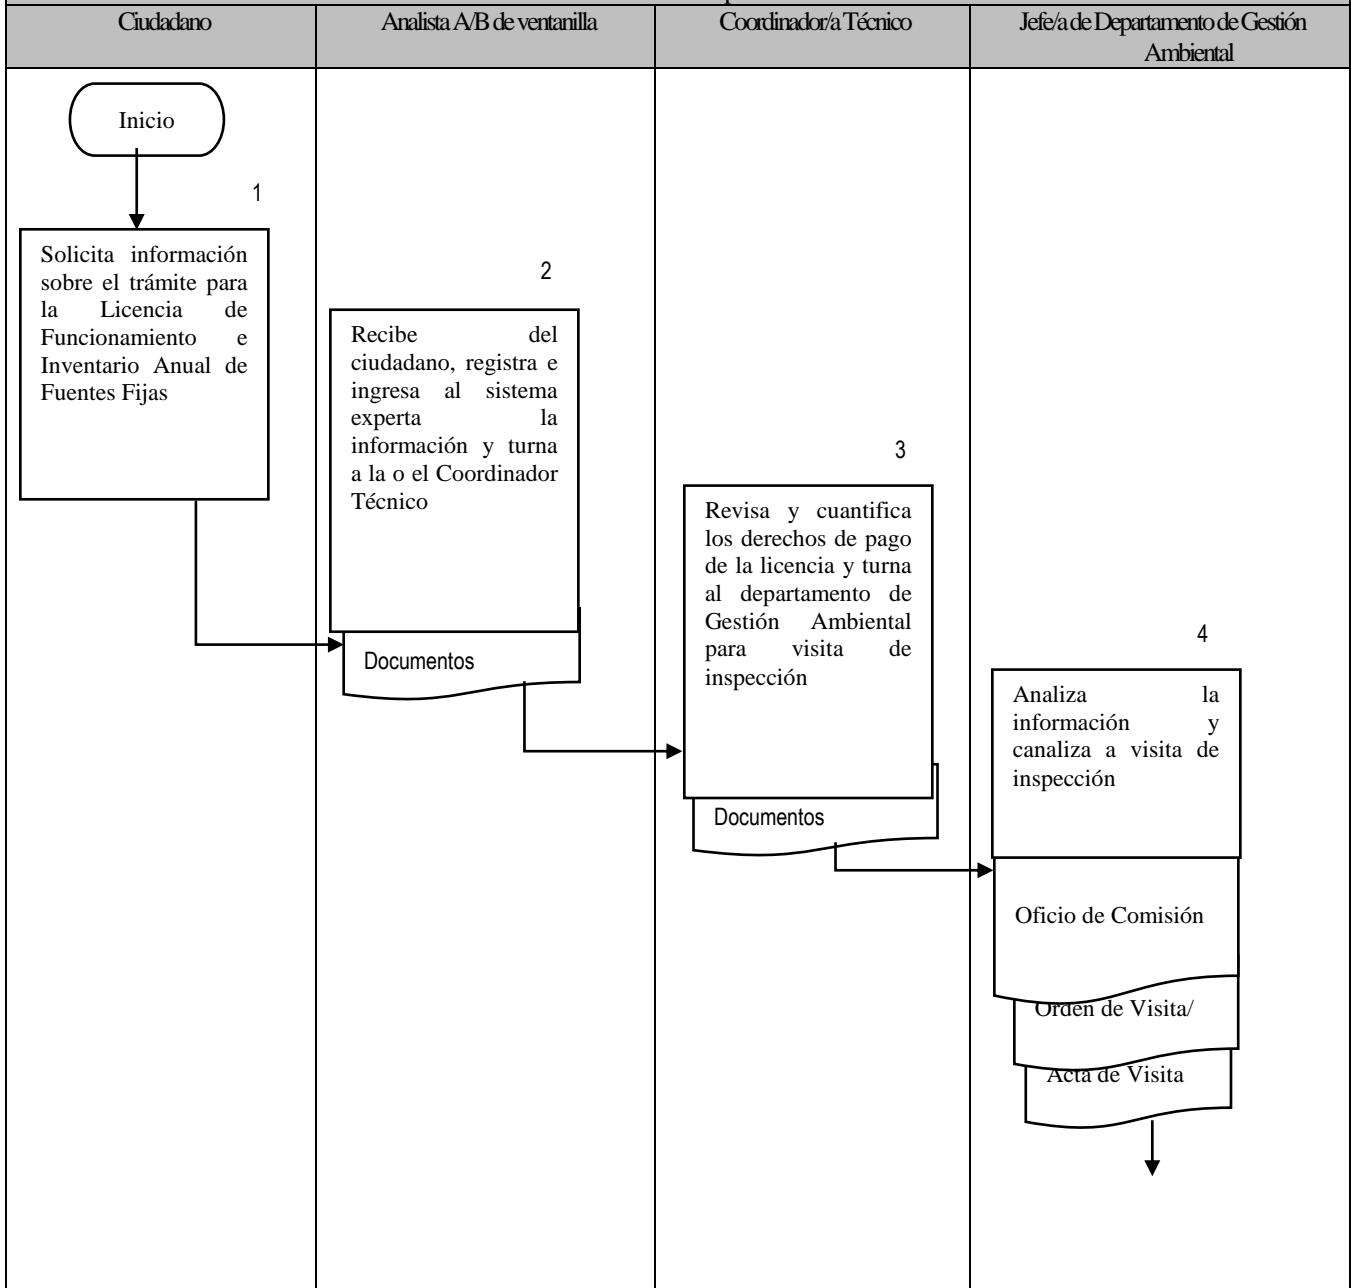 Ciudadano
Analista A/B de ventanilla
Coordinador/a Técnico
Jefe/a de Departamento de Gestión
Ambiental
Inicio
1
Solicita información
sobre el trámite para
la Licencia de
Funcionamiento e
Inventario Anual de
Fuentes Fijas
2
Recibe del
ciudadano, registra e
ingresa al sistema
experta la
información y turna
a la o el Coordinador
Técnico
Documentos
3
Revisa y cuantifica
los derechos de pago
de la licencia y turna
al departamento de
Gestión Ambiental
para visita de
inspección
Documentos
4
Analiza la
información y
canaliza a visita de
inspección
Oficio de Comisión
Orden de Visita/
Acta de Visita